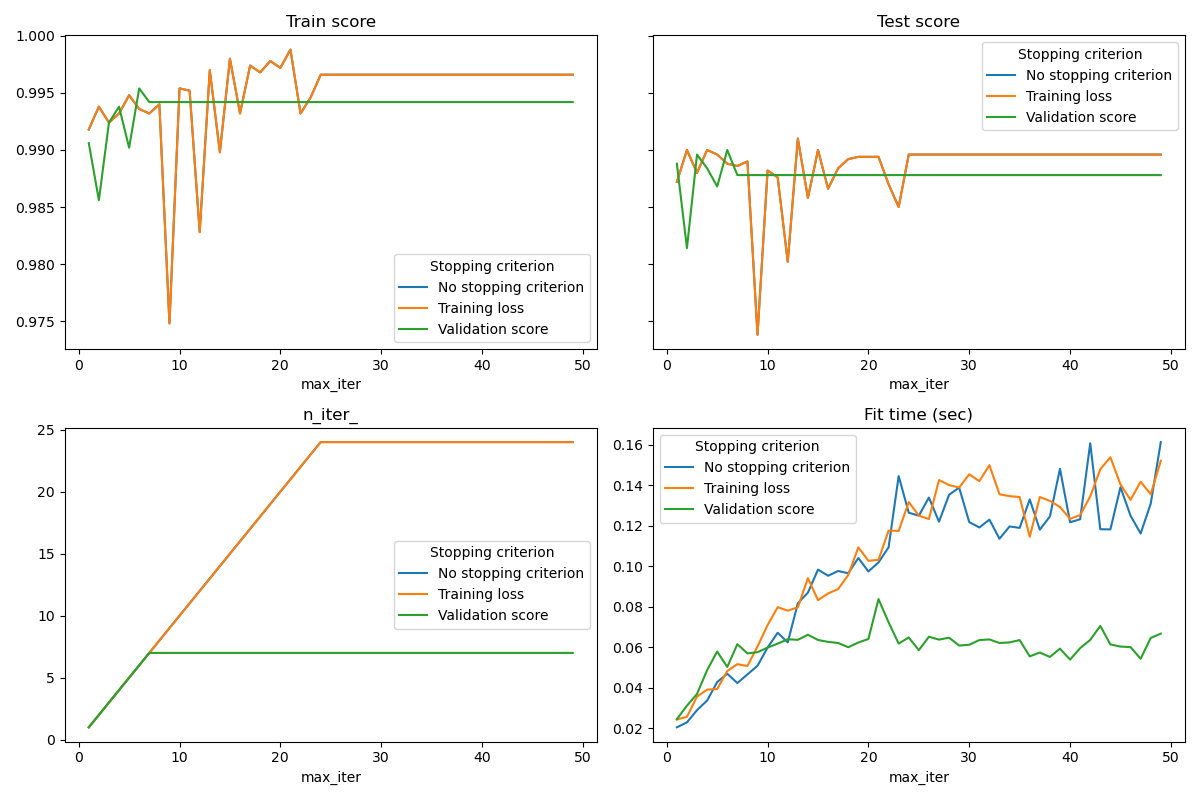 Train score
1.000
0.995
0.990
0.985
0.980
0.975
0
10
20
30
40
50
max_iter
Stopping criterion
No stopping criterion
Training loss
Validation score
Test score
Stopping criterion
No stopping criterion
Training loss
Validation score
0
10
20
30
40
50
max_iter
n_iter_
25
20
15
10
5
0
Stopping criterion
No stopping criterion
Training loss
Validation score
0
10
20
30
40
50
max_iter
Fit time (sec)
Stopping criterion
No stopping criterion
Training loss
Validation score
0.16
0.14
0.12
0.10
0.08
0.06
0.04
0.02
0
10
20
30
40
50
max_iter